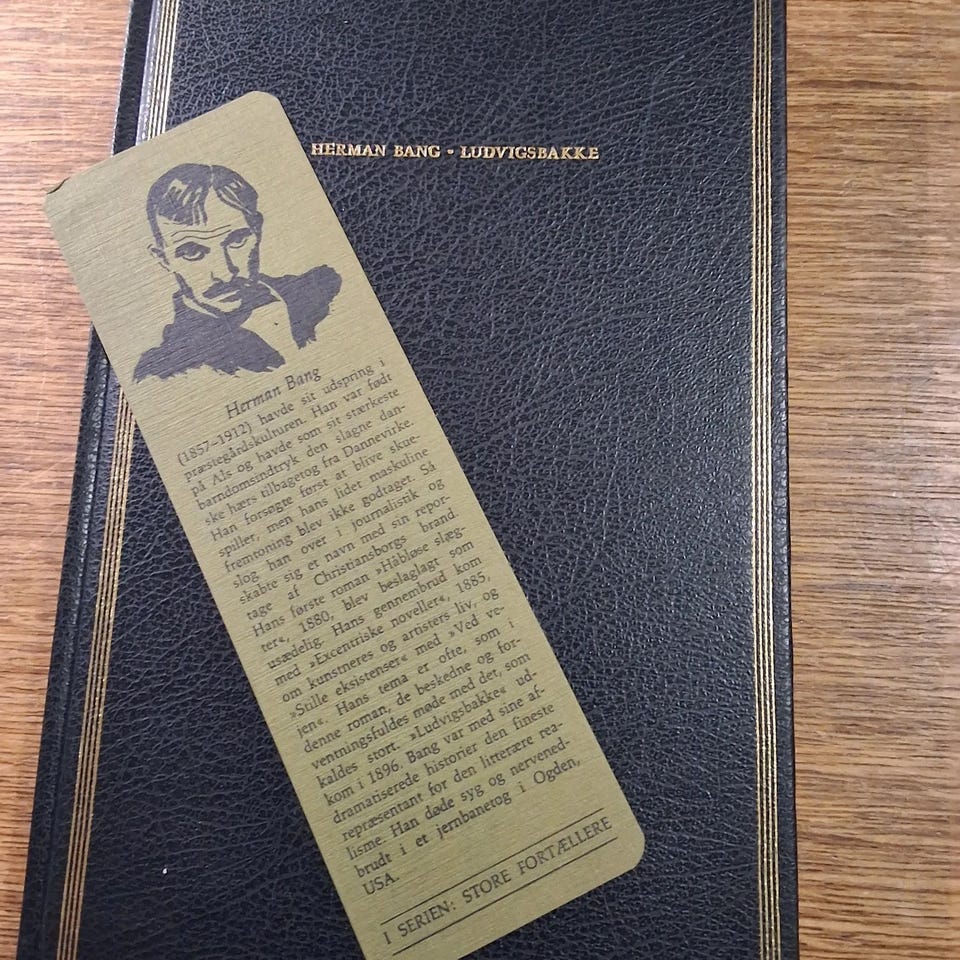 HERMAN BANG - LUDVIGSBAKKE
Herman Bang
(1857–1912) havde sit udspring i
præstegårdskulturen. Han var født
på Als og havde som sit stærkeste
barndomsindtryk den slagne dan-
ske hærs tilbagetog fra Dannevirke.
Han forsøgte først at blive skue-
spiller, men hans lidet maskuline
fremtoning blev ikke godtaget. Så
slog han over i journalistik og
skabte sig et navn med sin repor-
tage af Christiansborgs brand.
Hans første roman »Håbløse slæg-
ter«, 1880, blev beslaglagt som
usædelig. Hans gennembrud kom
med »Excentriske noveller«, 1885,
om kunstneres og artisters liv, og
»Stille eksistenser« med »Ved ve-
jen«. Hans tema er ofte, som i
denne roman, de beskedne og for-
ventningsfuldes møde med det, som
kaldes stort. »Ludvigsbakke« ud-
kom i 1896. Bang var med sine af-
dramatiserede historier den fineste
repræsentant for den litterære rea-
lisme. Han døde syg og nervened-
brudt i et jernbanetog i Ogden,
USA.
I SERIEN: STORE FORTÆLLERE